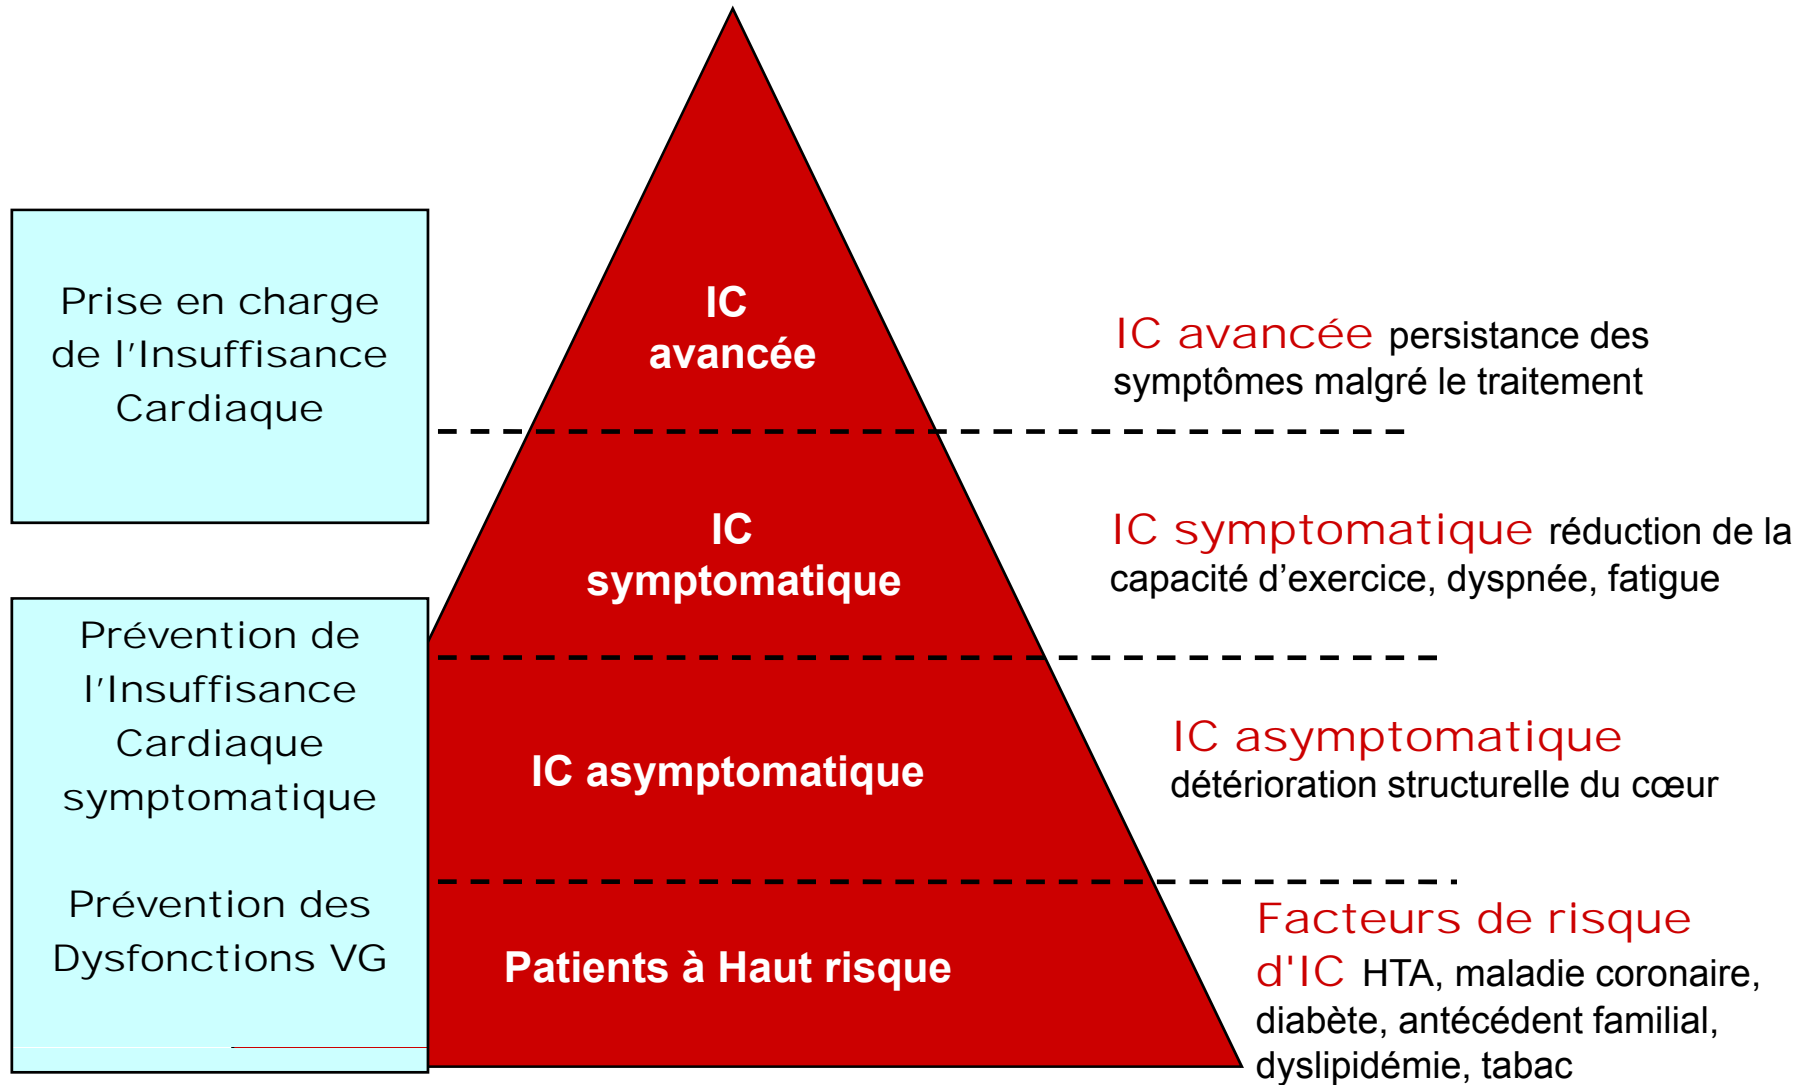 Prise en charge
de l'Insuffisance
Cardiaque
Prévention de
l'Insuffisance
Cardiaque
symptomatique
Prévention des
Dysfonctions VG
IC
avancée
IC
symptomatique
IC asymptomatique
Patients à Haut risque
IC avancée persistance des
symptômes malgré le traitement
IC symptomatique réduction de la
capacité d’exercice, dyspnée, fatigue
IC asymptomatique
détérioration structurelle du cœur
Facteurs de risque
d'IC HTA, maladie coronaire,
diabète, antécédent familial,
dyslipidémie, tabac